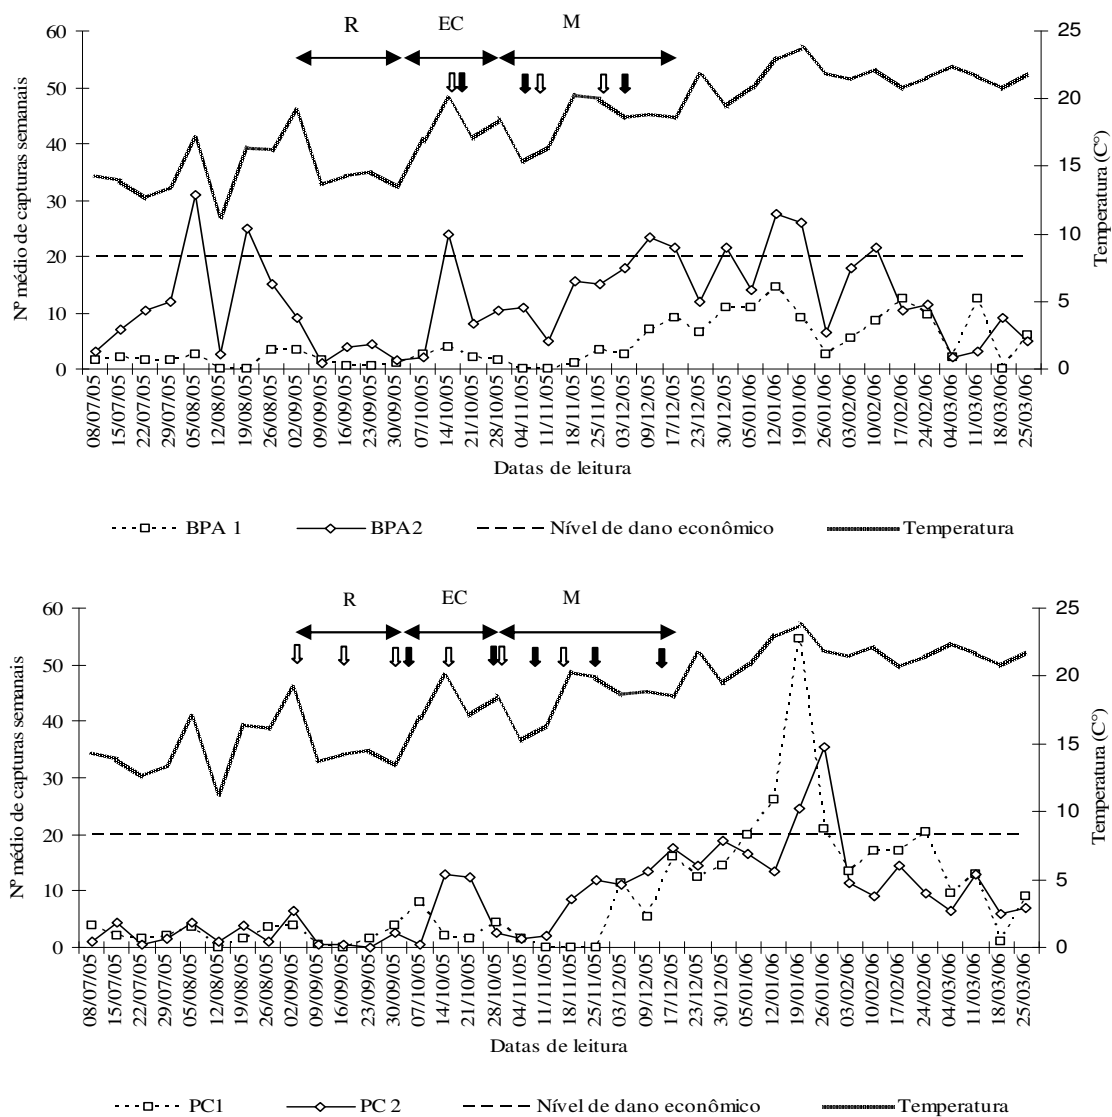 R EC M
60 50 40 30 20 10 0
Nº médio de capturas semanais
25 20 15 10 5 0
Temperatura (Cº)
08/07/05 15/07/05 22/07/05 29/07/05 05/08/05 12/08/05 19/08/05 26/08/05 02/09/05 09/09/05 16/09/05 23/09/05 30/09/05 07/10/05 14/10/05 21/10/05 28/10/05 04/11/05 11/11/05 18/11/05 25/11/05 03/12/05 09/12/05 17/12/05 23/12/05 30/12/05 05/01/06 12/01/06 19/01/06 26/01/06 03/02/06 10/02/06 17/02/06 24/02/06 04/03/06 11/03/06 18/03/06 25/03/06
Datas de leitura
BPA 1 BPA2 Nível de dano econômico Temperatura
R EC M
60 50 40 30 20 10 0
Nº médio de capturas semanais
25 20 15 10 5 0
Temperatura (Cº)
08/07/05 15/07/05 22/07/05 29/07/05 05/08/05 12/08/05 19/08/05 26/08/05 02/09/05 09/09/05 16/09/05 23/09/05 30/09/05 07/10/05 14/10/05 21/10/05 28/10/05 04/11/05 11/11/05 18/11/05 25/11/05 03/12/05 09/12/05 17/12/05 23/12/05 30/12/05 05/01/06 12/01/06 19/01/06 26/01/06 03/02/06 10/02/06 17/02/06 24/02/06 04/03/06 11/03/06 18/03/06 25/03/06
Datas de leitura
PC1 PC 2 Nível de dano econômico Temperatura